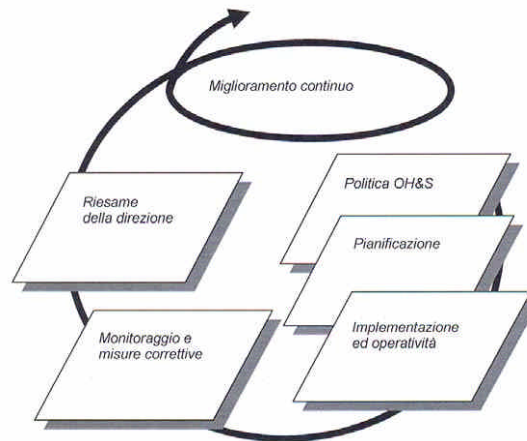 Miglioramento continuo
Politica OH&S
Pianificazione
Implementazione
ed operatività
Monitoraggio e
misure correttive
Riesame
della direzione